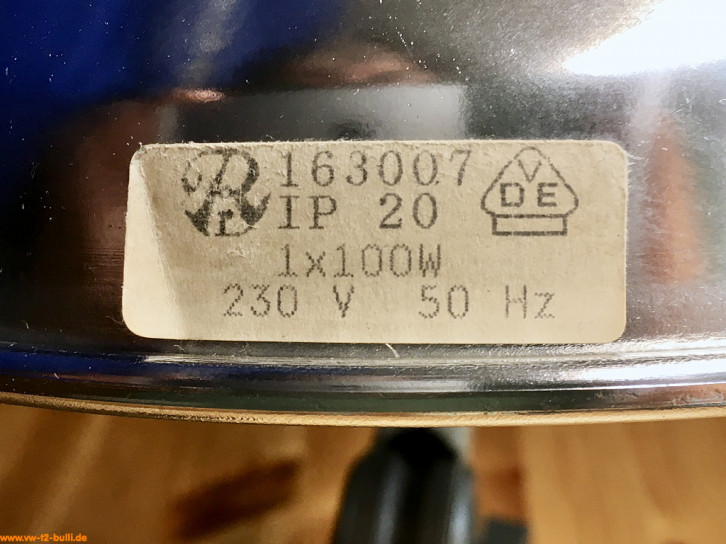 163007
IP 20
VDE
1x100W
230 V 50 Hz
www.vw-t2-bulli.de